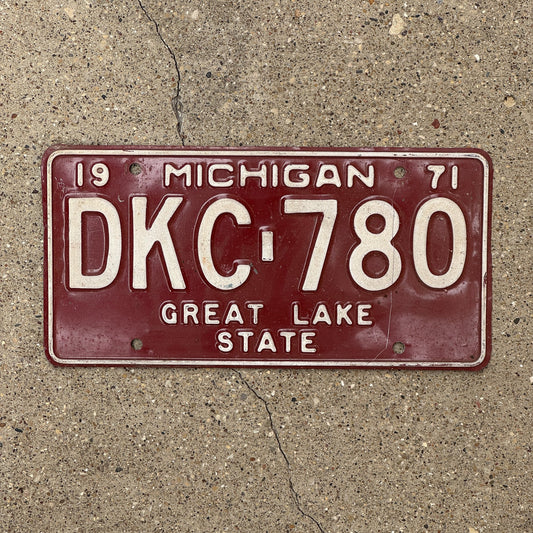 19 MICHIGAN 71
DKC-780
GREAT LAKE
STATE